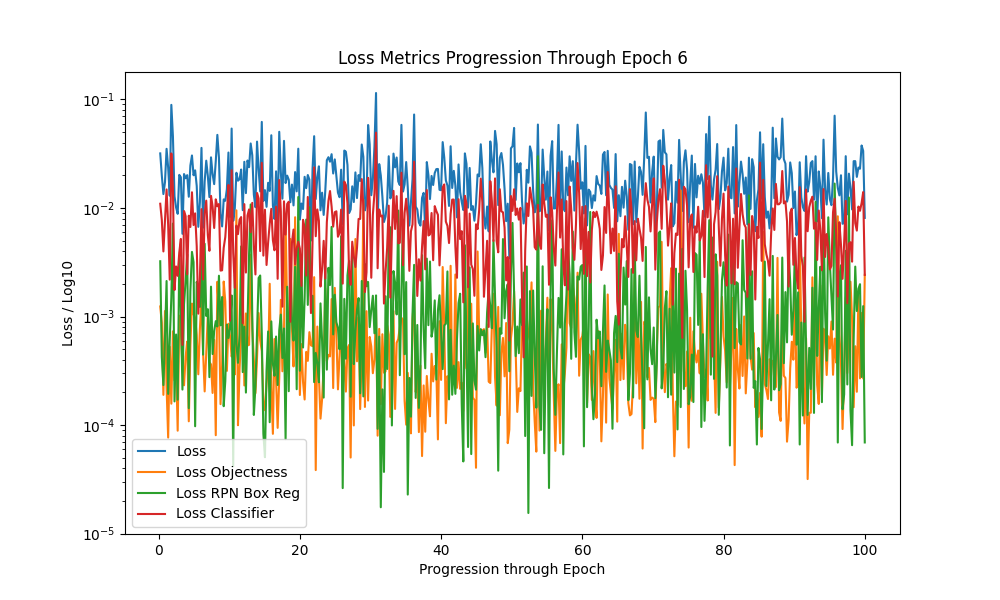 Loss Metrics Progression Through Epoch 6
Loss / Log10
10⁻¹
10⁻²
10⁻³
10⁻⁴
10⁻⁵
Loss
Loss Objectness
Loss RPN Box Reg
Loss Classifier
0 20 40 60 80 100
Progression through Epoch